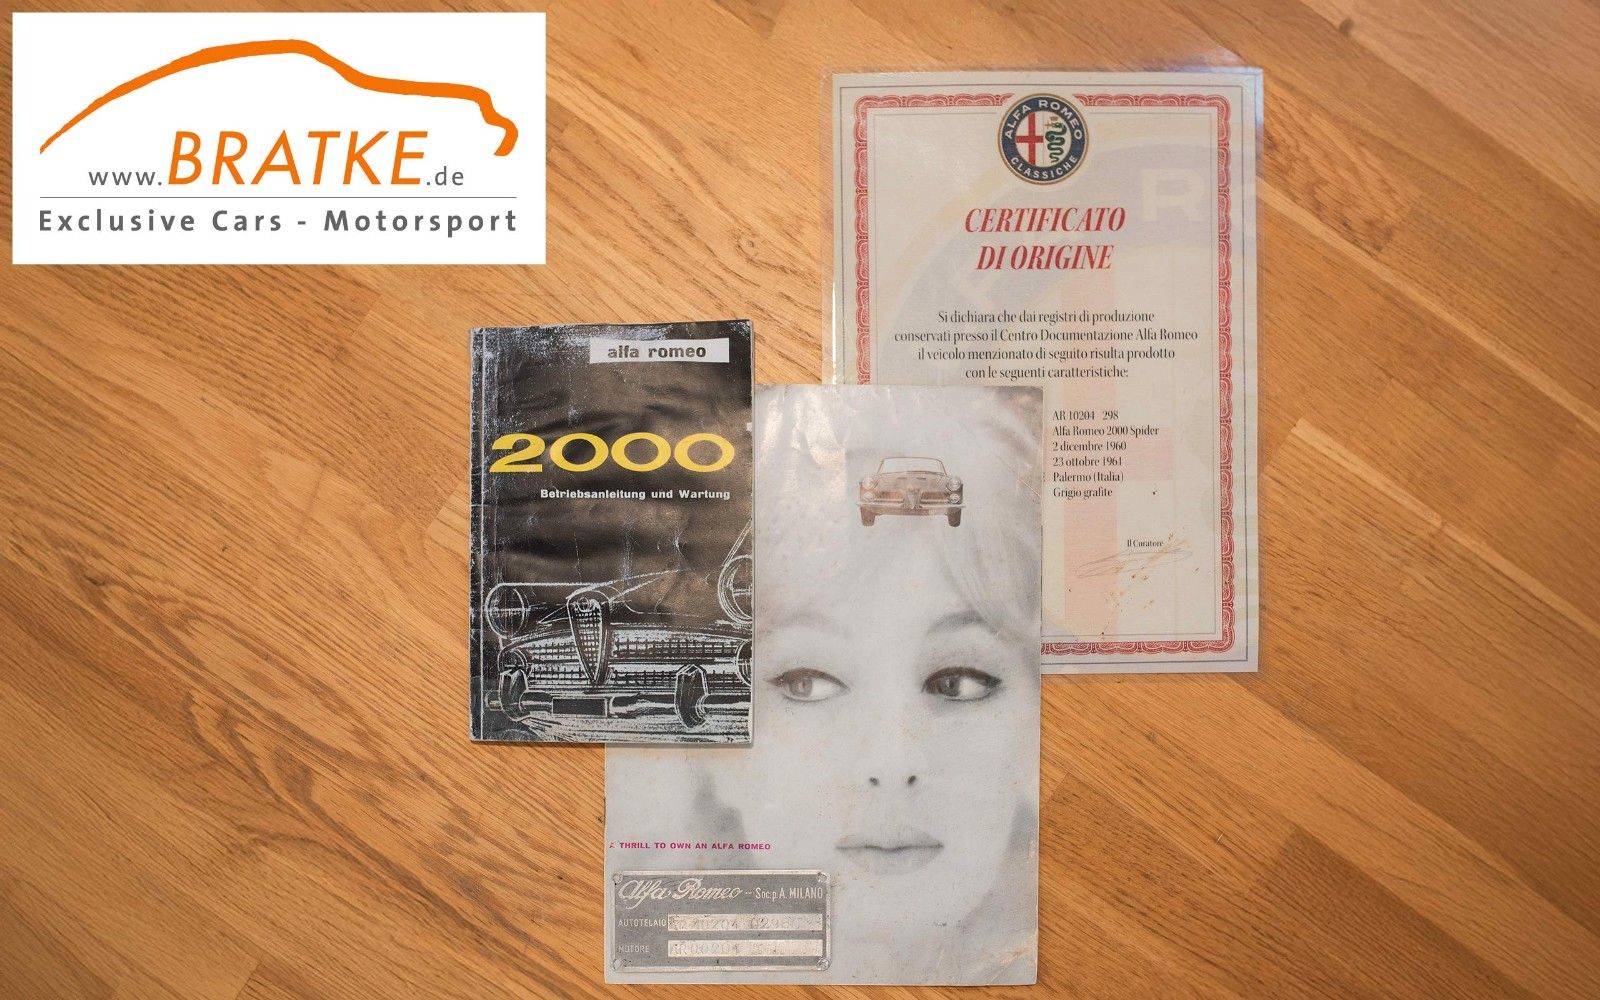 www.BRATKE.de
Exclusive Cars - Motorsport
ALFA ROMEO
CLASSICHE
CERTIFICATO
DI ORIGINE
Si dichiara che dai registri di produzione
conservati presso il Centro Documentazione Alfa Romeo
il veicolo menzionato di seguito risulta prodotto
con le seguenti caratteristiche:
AR 10204 298
Alfa Romeo 2000 Spider
2 dicembre 1960
23 ottobre 1961
Palermo (Italia)
Grigio grafite
Il Curatore
alfa romeo
2000
Betriebsanleitung und Wartung
THRILL TO OWN AN ALFA ROMEO
Alfa Romeo - Soc.p.A. MILANO
AUTOTELAIO
MOTORE